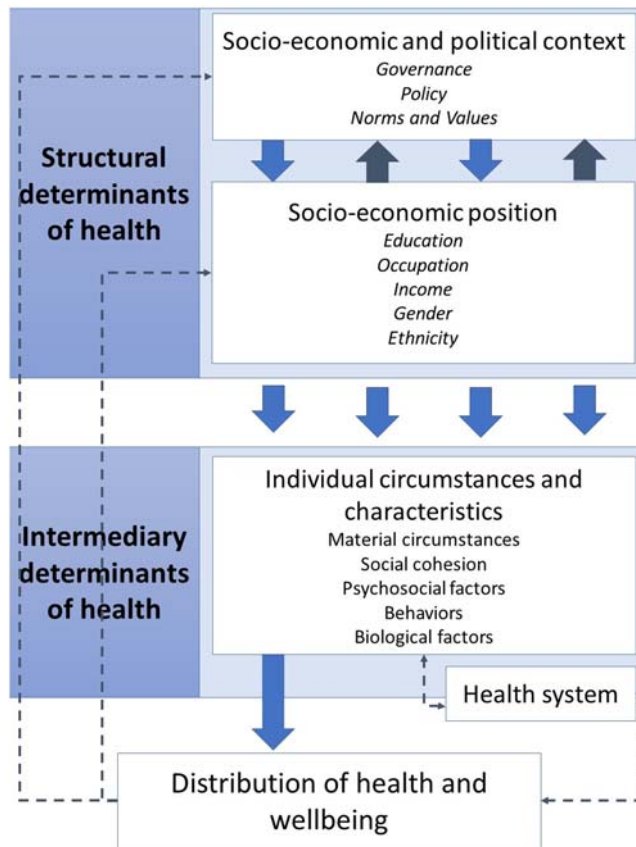 Socio-economic and political context
Governance
Policy
Norms and Values
Structural
determinants
of health
Socio-economic position
Education
Occupation
Income
Gender
Ethnicity
Intermediary
determinants
of health
Individual circumstances and
characteristics
Material circumstances
Social cohesion
Psychosocial factors
Behaviors
Biological factors
Health system
Distribution of health and
wellbeing